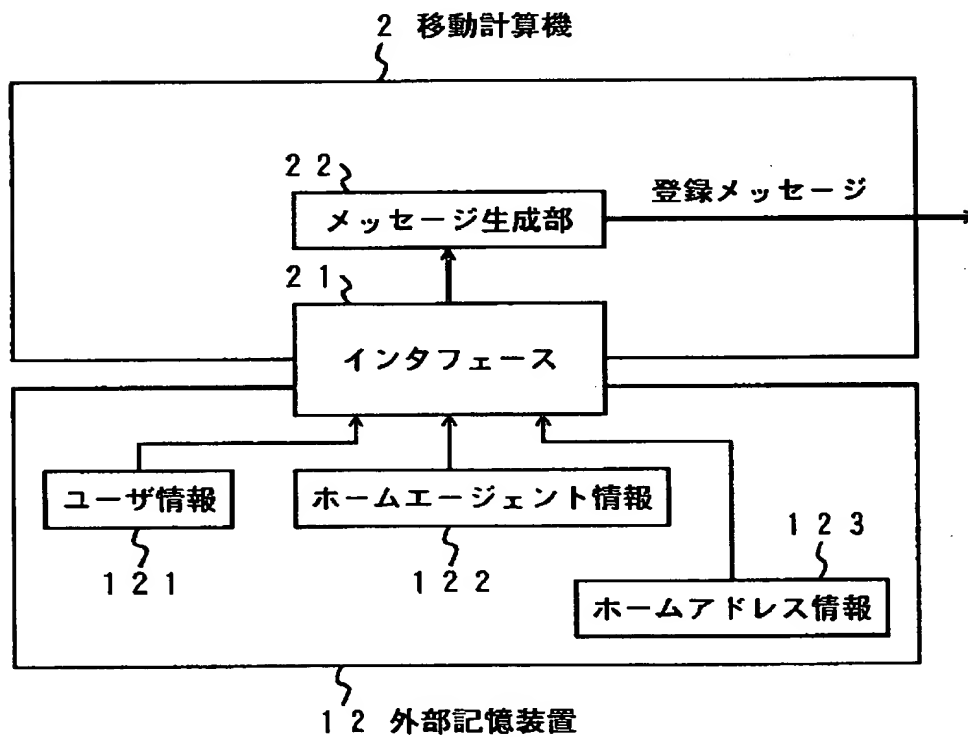 2 移動計算機
22
登録メッセージ
メッセージ生成部
21
インタフェース
ユーザ情報
ホームエージェント情報
123
121
122
ホームアドレス情報
12 外部記憶装置